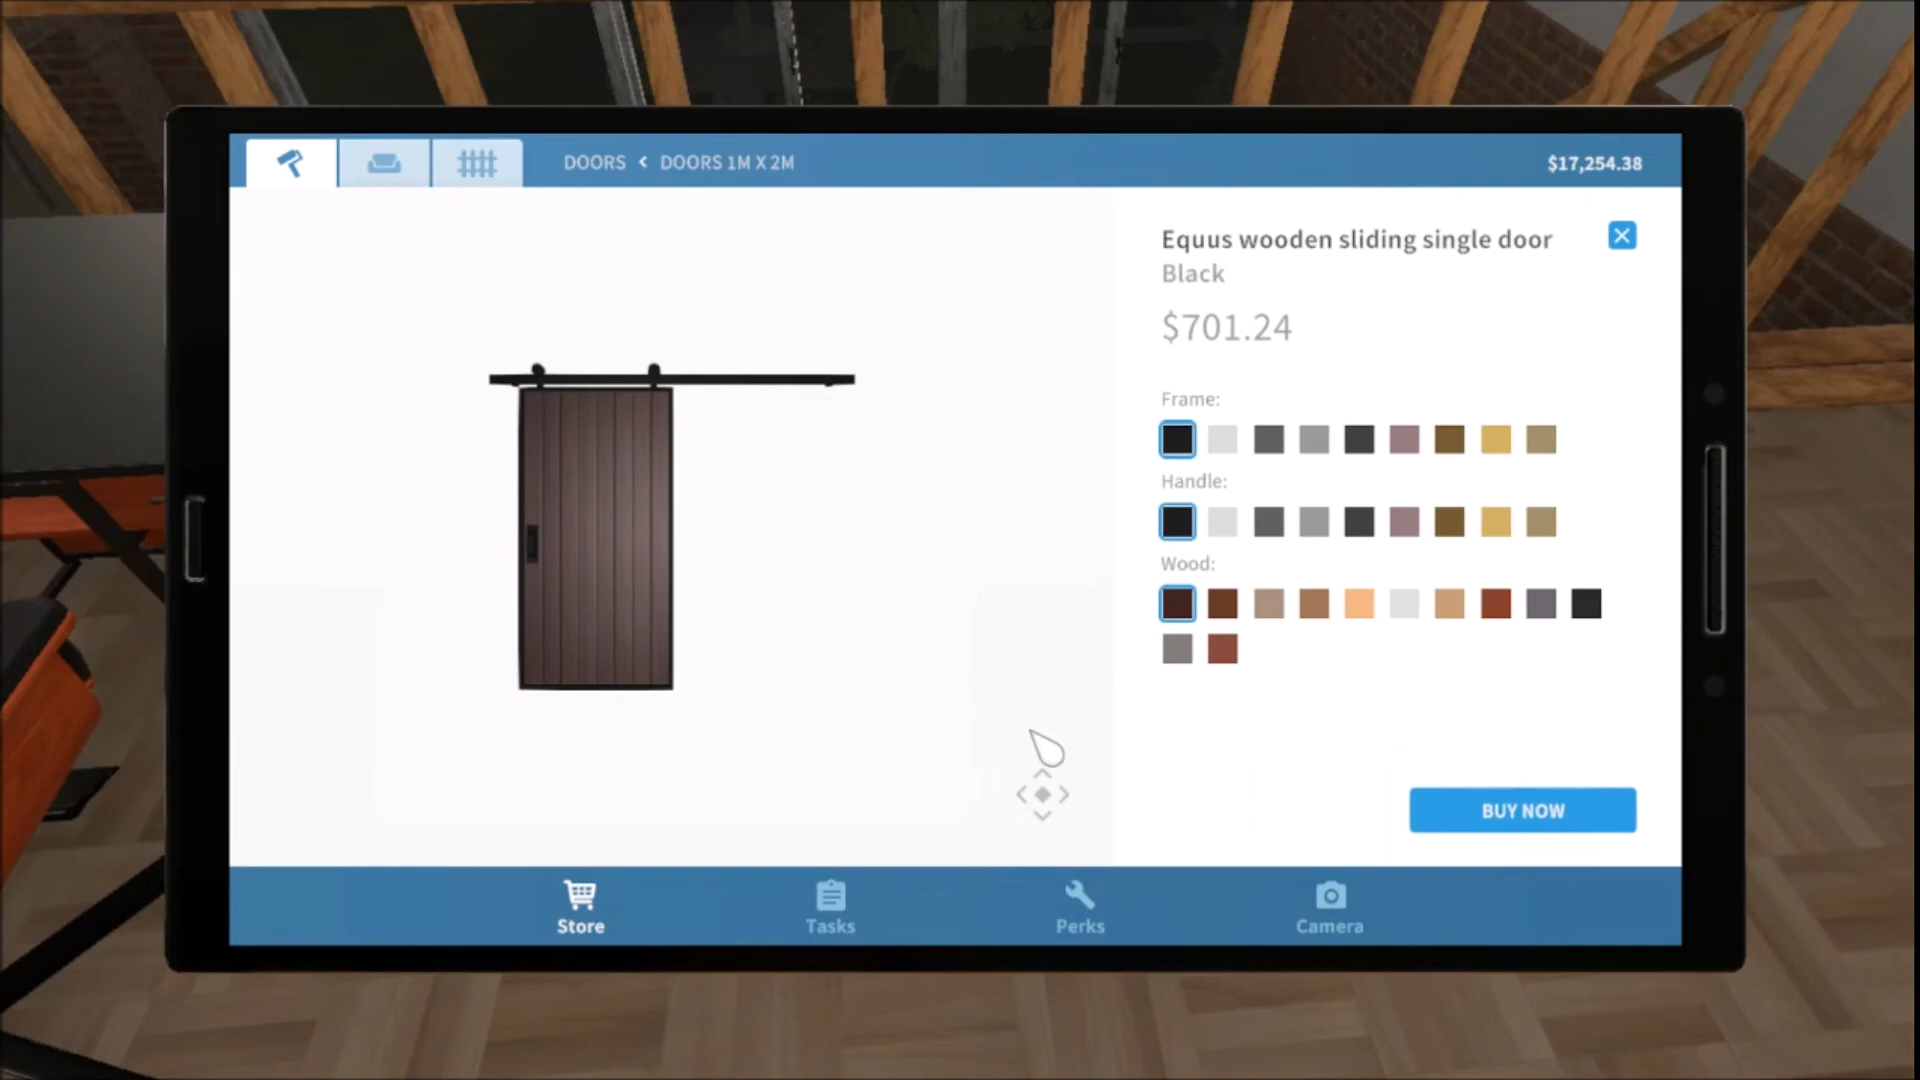 DOORS < DOORS 1M X 2M
$17,254.38
Equus wooden sliding single door
Black
$701.24
Frame:
Handle:
Wood:
BUY NOW
Store
Tasks
Perks
Camera